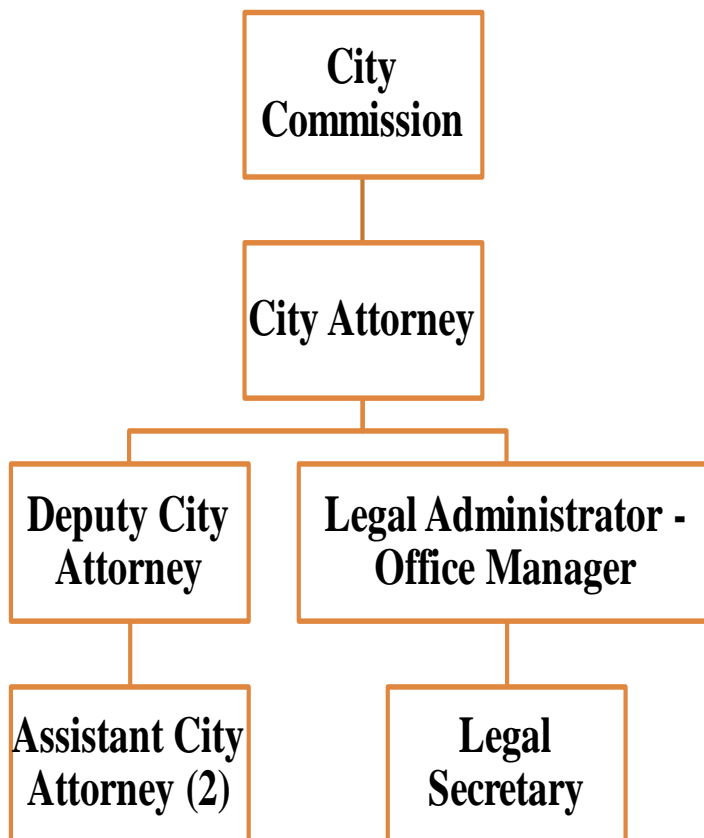 City
Commission
City Attorney
Deputy City
Attorney
Legal Administrator -
Office Manager
Assistant City
Attorney (2)
Legal
Secretary